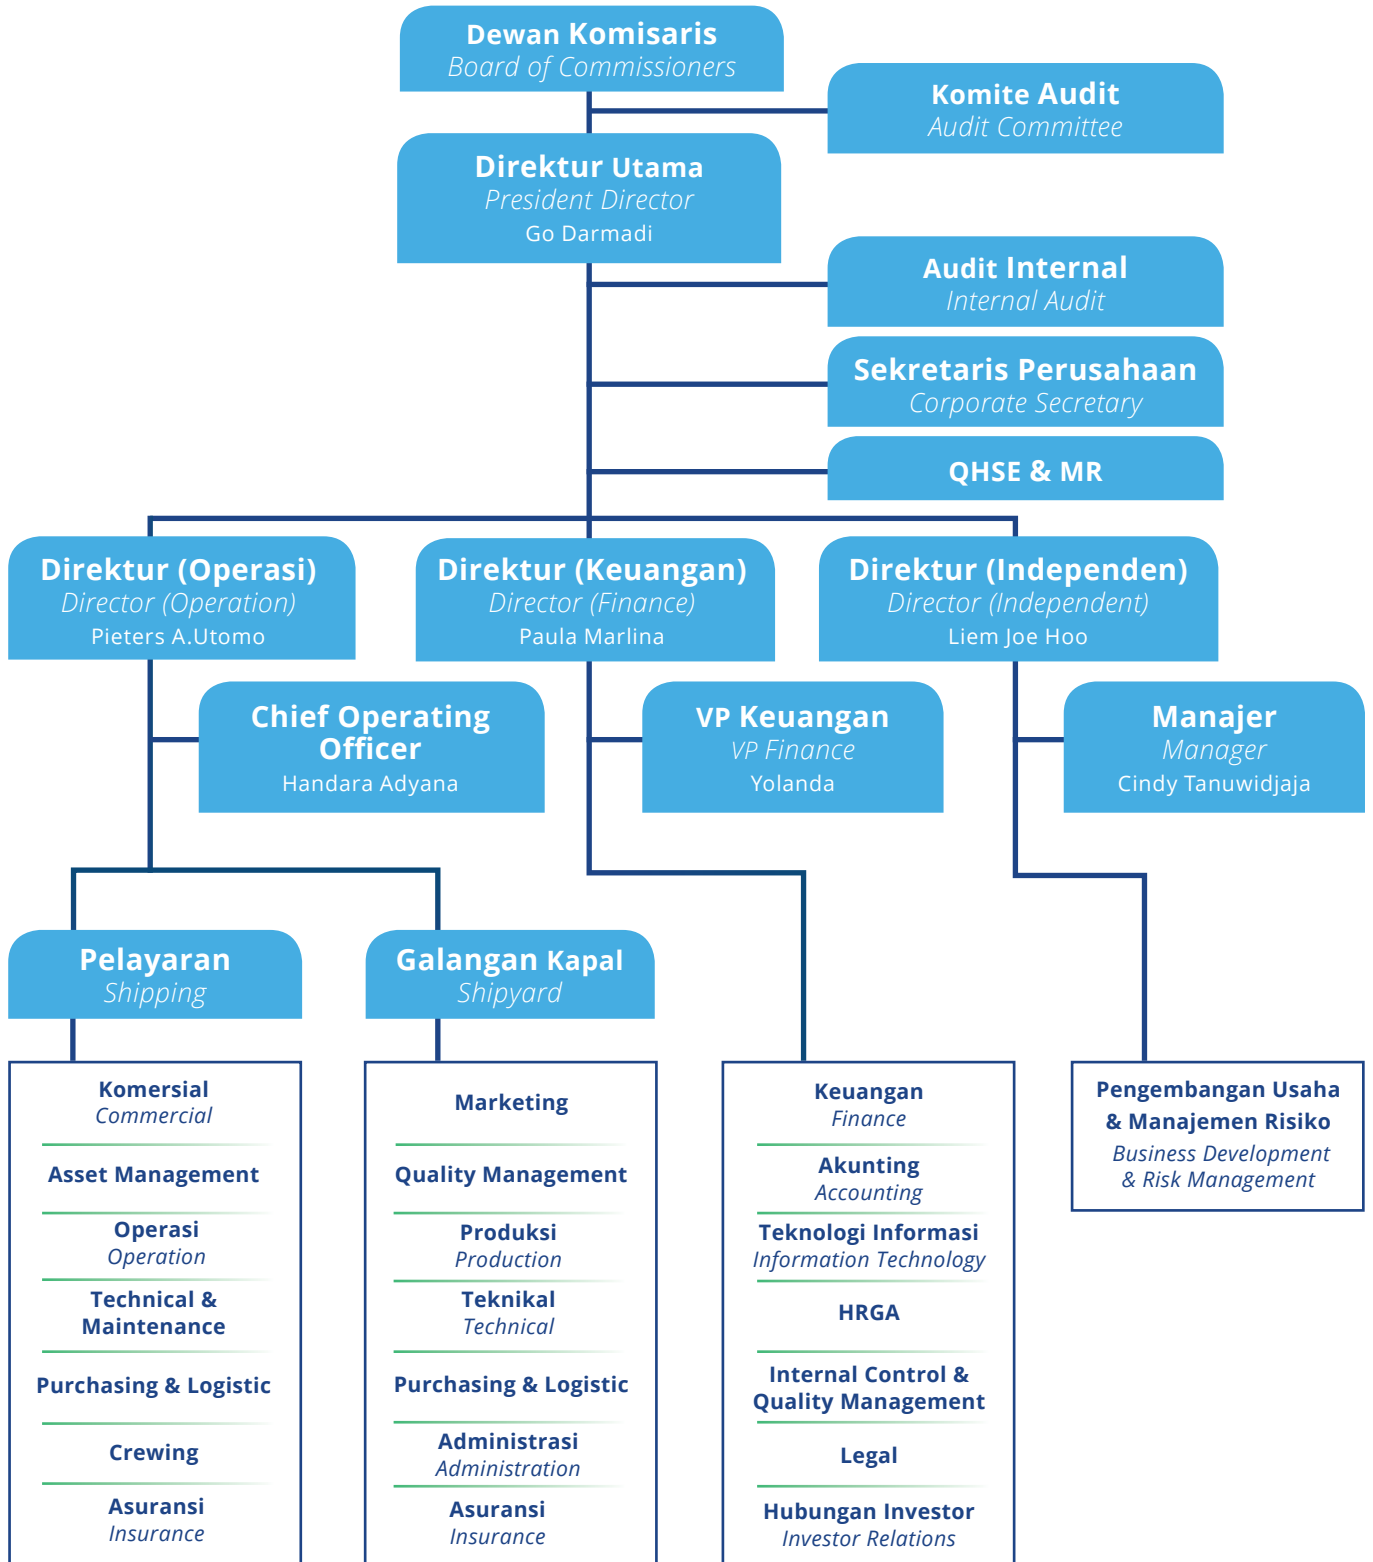 Dewan Komisaris
Board of Commissioners
Komite Audit
Audit Committee
Direktur Utama
President Director
Go Darmadi
Audit Internal
Internal Audit
Sekretaris Perusahaan
Corporate Secretary
QHSE & MR
Direktur (Operasi)
Director (Operation)
Pieters A.Utomo
Direktur (Keuangan)
Director (Finance)
Paula Marlina
Direktur (Independen)
Director (Independent)
Liem Joe Hoo
Chief Operating
Officer
Handara Adyana
VP Keuangan
VP Finance
Yolanda
Manajer
Manager
Cindy Tanuwidjaja
Pelayaran
Shipping
Galangan Kapal
Shipyard
Komersial
Commercial
Asset Management
Operasi
Operation
Technical &
Maintenance
Purchasing & Logistic
Crewing
Asuransi
Insurance
Marketing
Quality Management
Produksi
Production
Teknikal
Technical
Purchasing & Logistic
Administrasi
Administration
Asuransi
Insurance
Keuangan
Finance
Akunting
Accounting
Teknologi Informasi
Information Technology
HRGA
Internal Control &
Quality Management
Legal
Hubungan Investor
Investor Relations
Pengembangan Usaha
& Manajemen Risiko
Business Development
& Risk Management